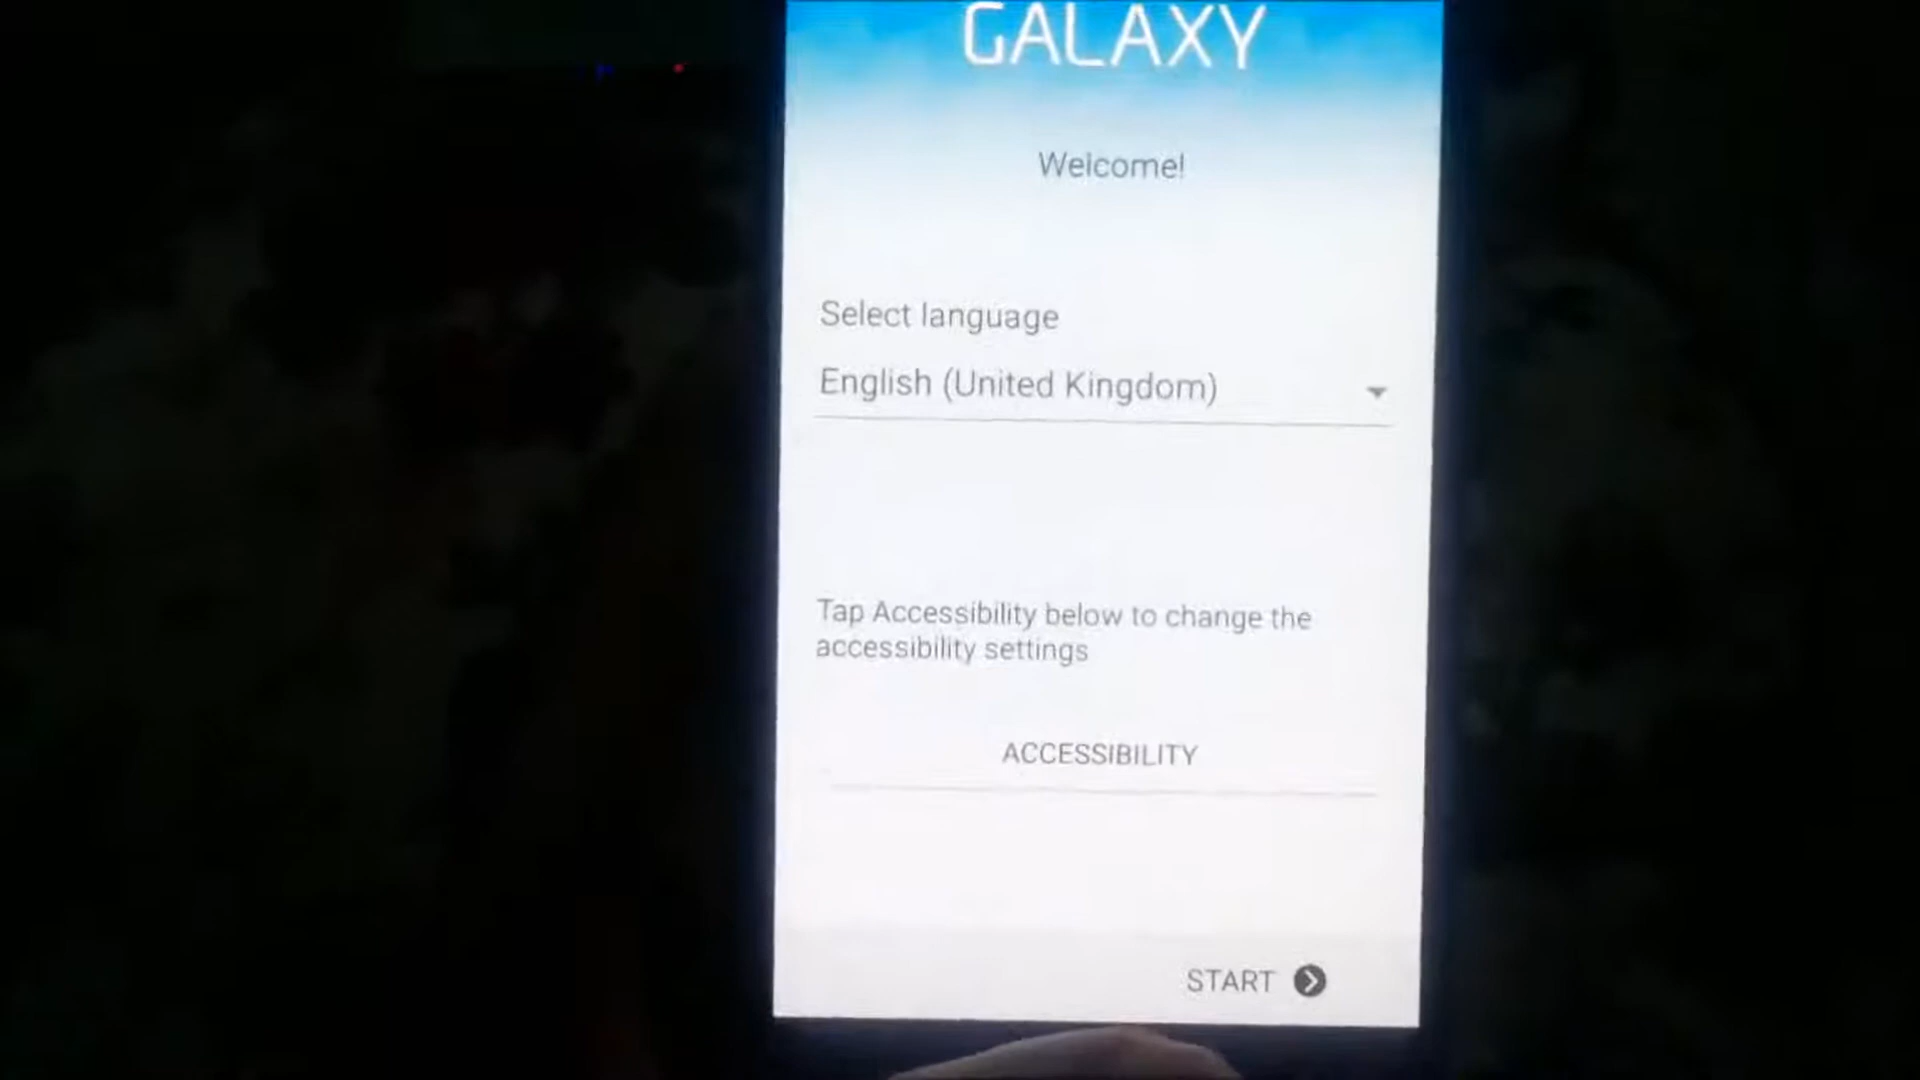 GALAXY
Welcome!
Select language
English (United Kingdom)
Tap Accessibility below to change the
accessibility settings
ACCESSIBILITY
START